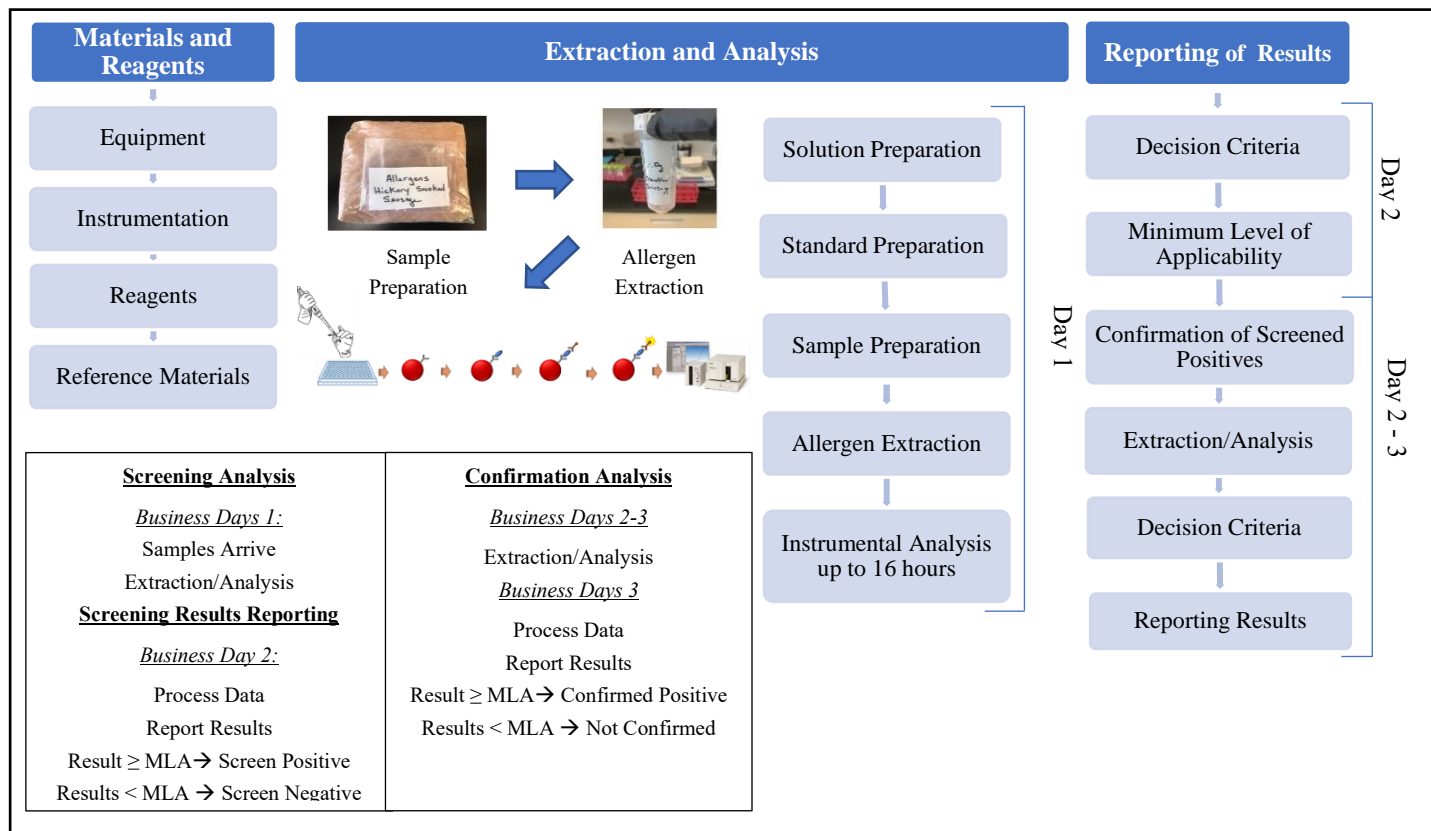 Materials and
Reagents
Equipment
Instrumentation
Reagents
Reference Materials
Extraction and Analysis
Allergens
Hickory Smoked
Sausage
Sample
Preparation
Allergen
Extraction
Solution Preparation
Standard Preparation
Sample Preparation
Allergen Extraction
Instrumental Analysis
up to 16 hours
Day 1
Reporting of Results
Decision Criteria
Minimum Level of
Applicability
Confirmation of Screened
Positives
Extraction/Analysis
Decision Criteria
Reporting Results
Day 2
Day 2 - 3
Screening Analysis
Business Days 1:
Samples Arrive
Extraction/Analysis
Screening Results Reporting
Business Day 2:
Process Data
Report Results
Result ≥ MLA→ Screen Positive
Results < MLA → Screen Negative
Confirmation Analysis
Business Days 2-3
Extraction/Analysis
Business Days 3
Process Data
Report Results
Result ≥ MLA→ Confirmed Positive
Results < MLA → Not Confirmed